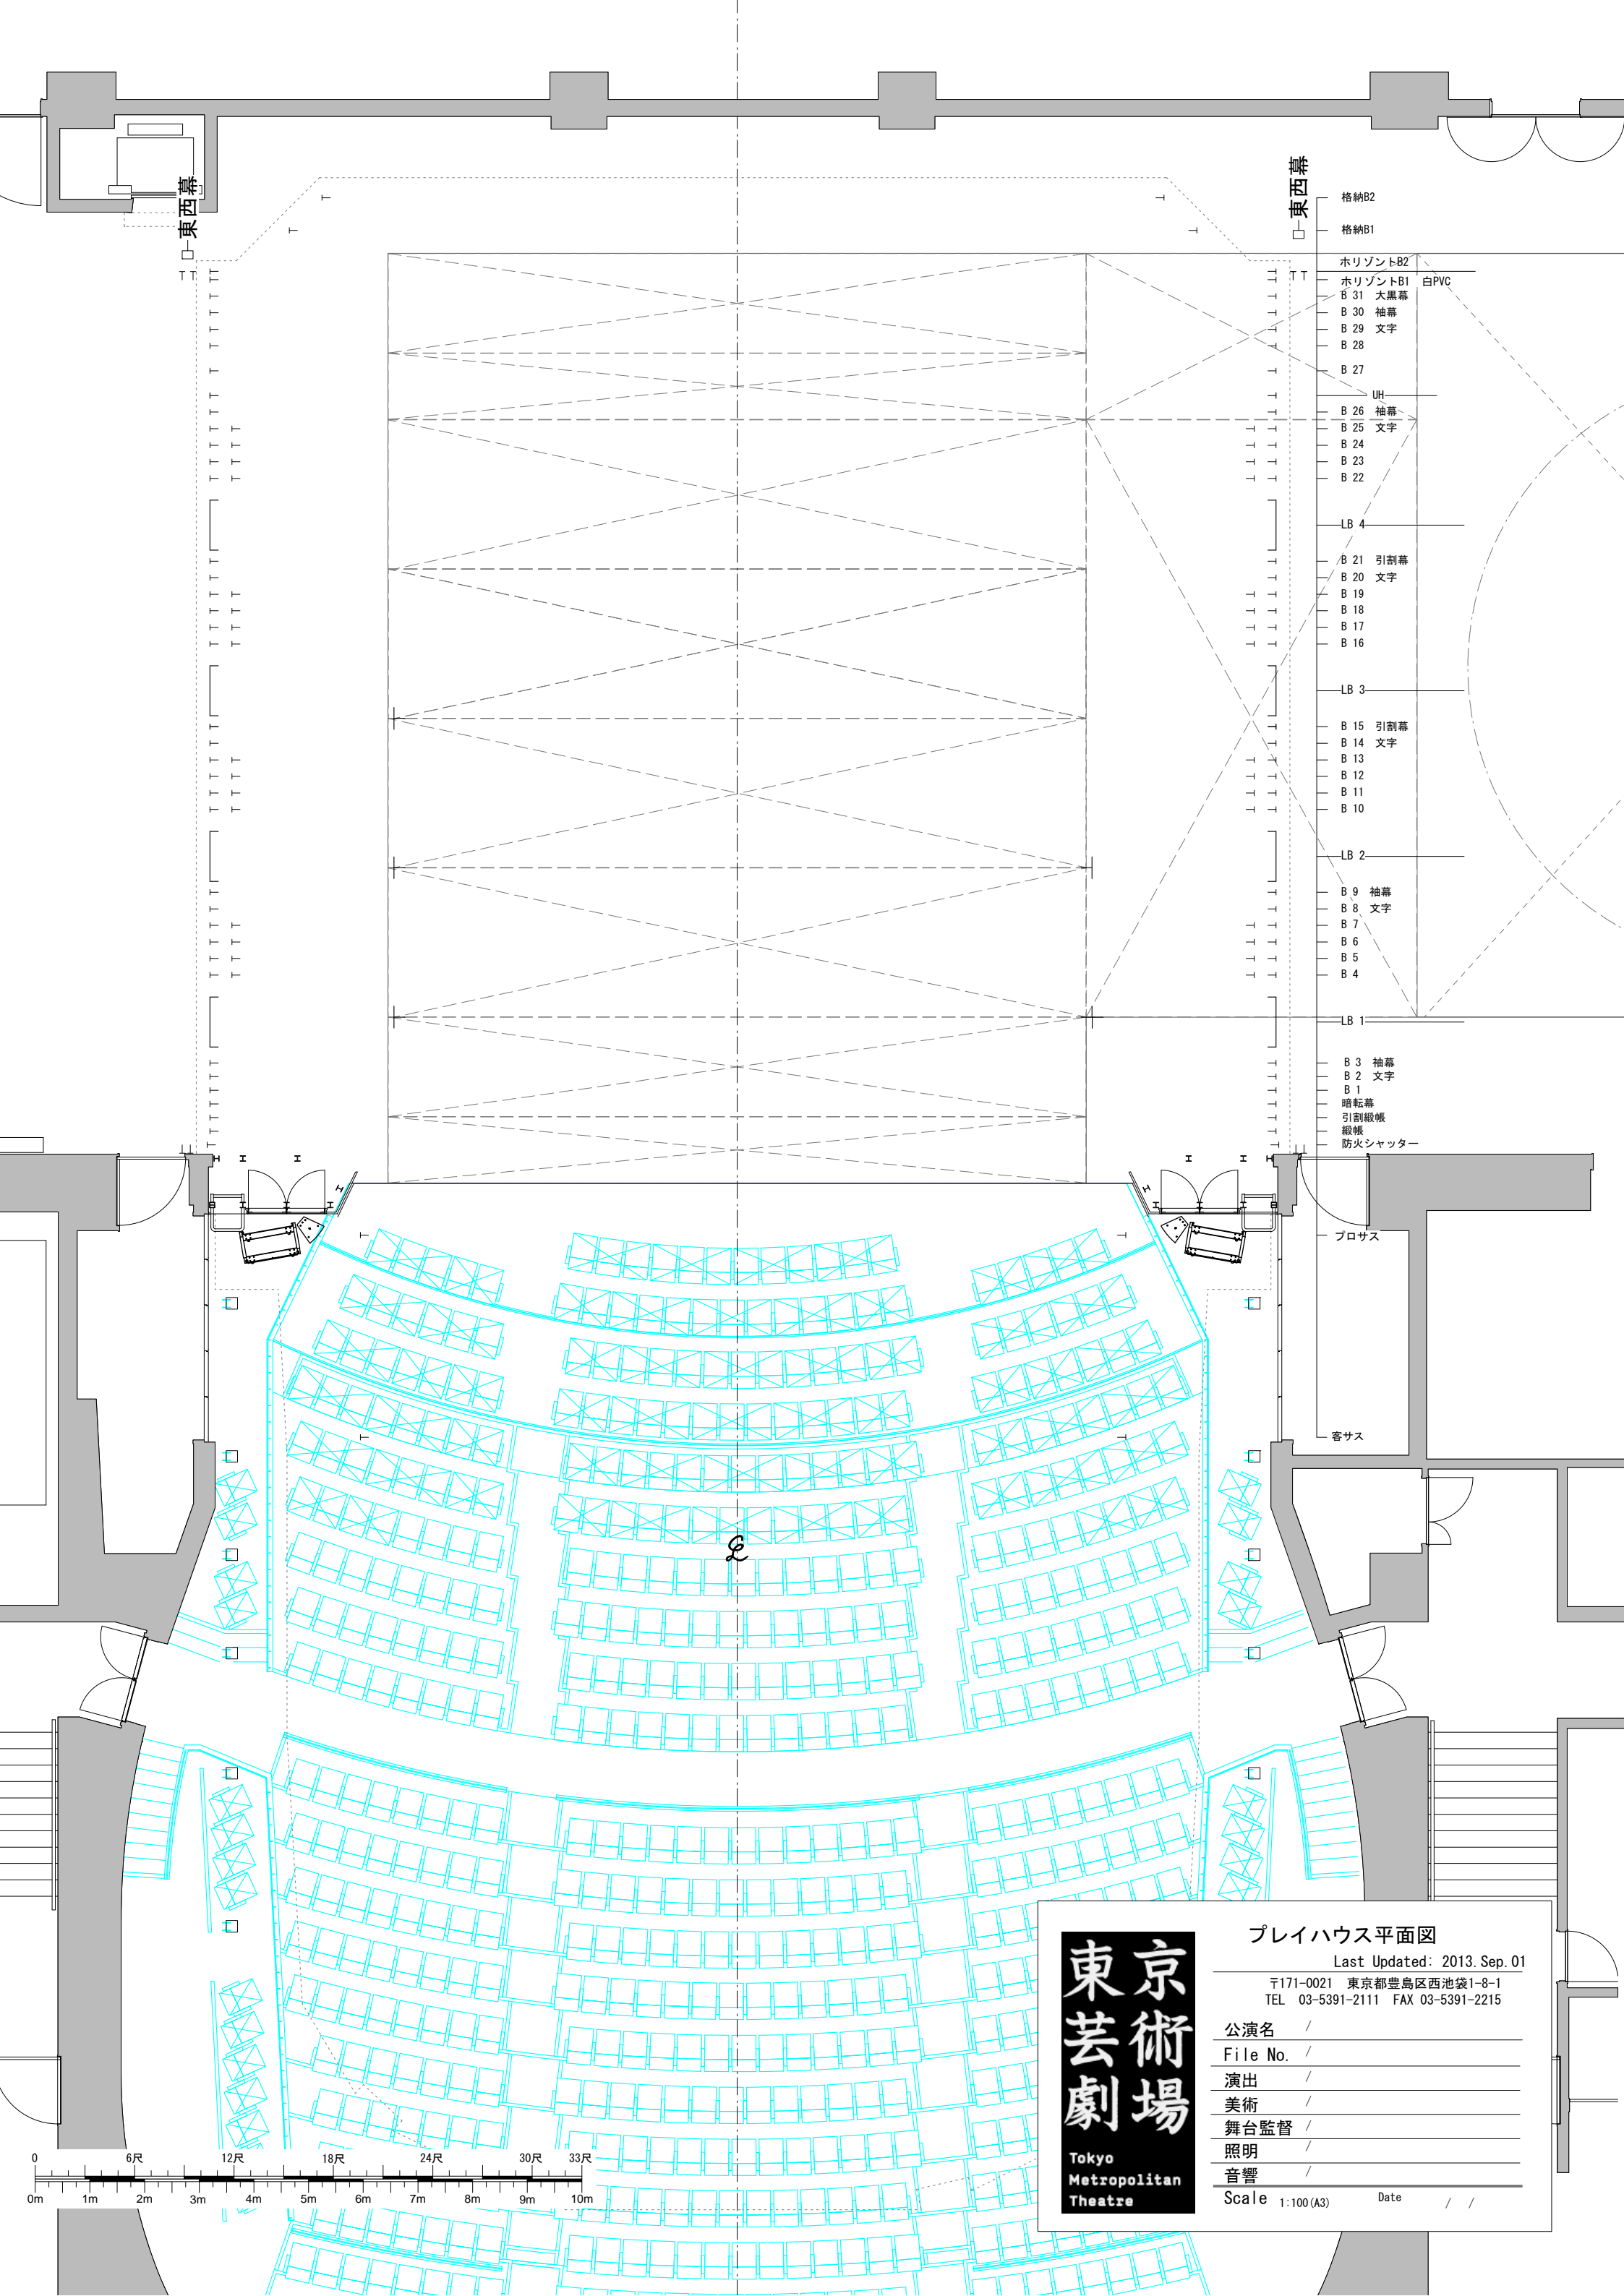 東西幕
東西幕
格納B2
格納B1
ホリゾントB2
ホリゾントB1 白PVC
B 31 大黒幕
B 30 袖幕
B 29 文字
B 28
B 27
UH
B 26 袖幕
B 25 文字
B 24
B 23
B 22
LB 4
B 21 引割幕
B 20 文字
B 19
B 18
B 17
B 16
LB 3
B 15 引割幕
B 14 文字
B 13
B 12
B 11
B 10
LB 2
B 9 袖幕
B 8 文字
B 7
B 6
B 5
B 4
LB 1
B 3 袖幕
B 2 文字
B 1
暗転幕
引割緞帳
緞帳
防火シャッター
プロサス
客サス
℄
東京
芸術
劇場
Tokyo
Metropolitan
Theatre
プレイハウス平面図
Last Updated: 2013.Sep.01
〒171-0021 東京都豊島区西池袋1-8-1
TEL 03-5391-2111 FAX 03-5391-2215
公演名 /
File No. /
演出 /
美術 /
舞台監督 /
照明 /
音響 /
Scale 1:100(A3) Date / /
0 6尺 12尺 18尺 24尺 30尺 33尺
0m 1m 2m 3m 4m 5m 6m 7m 8m 9m 10m